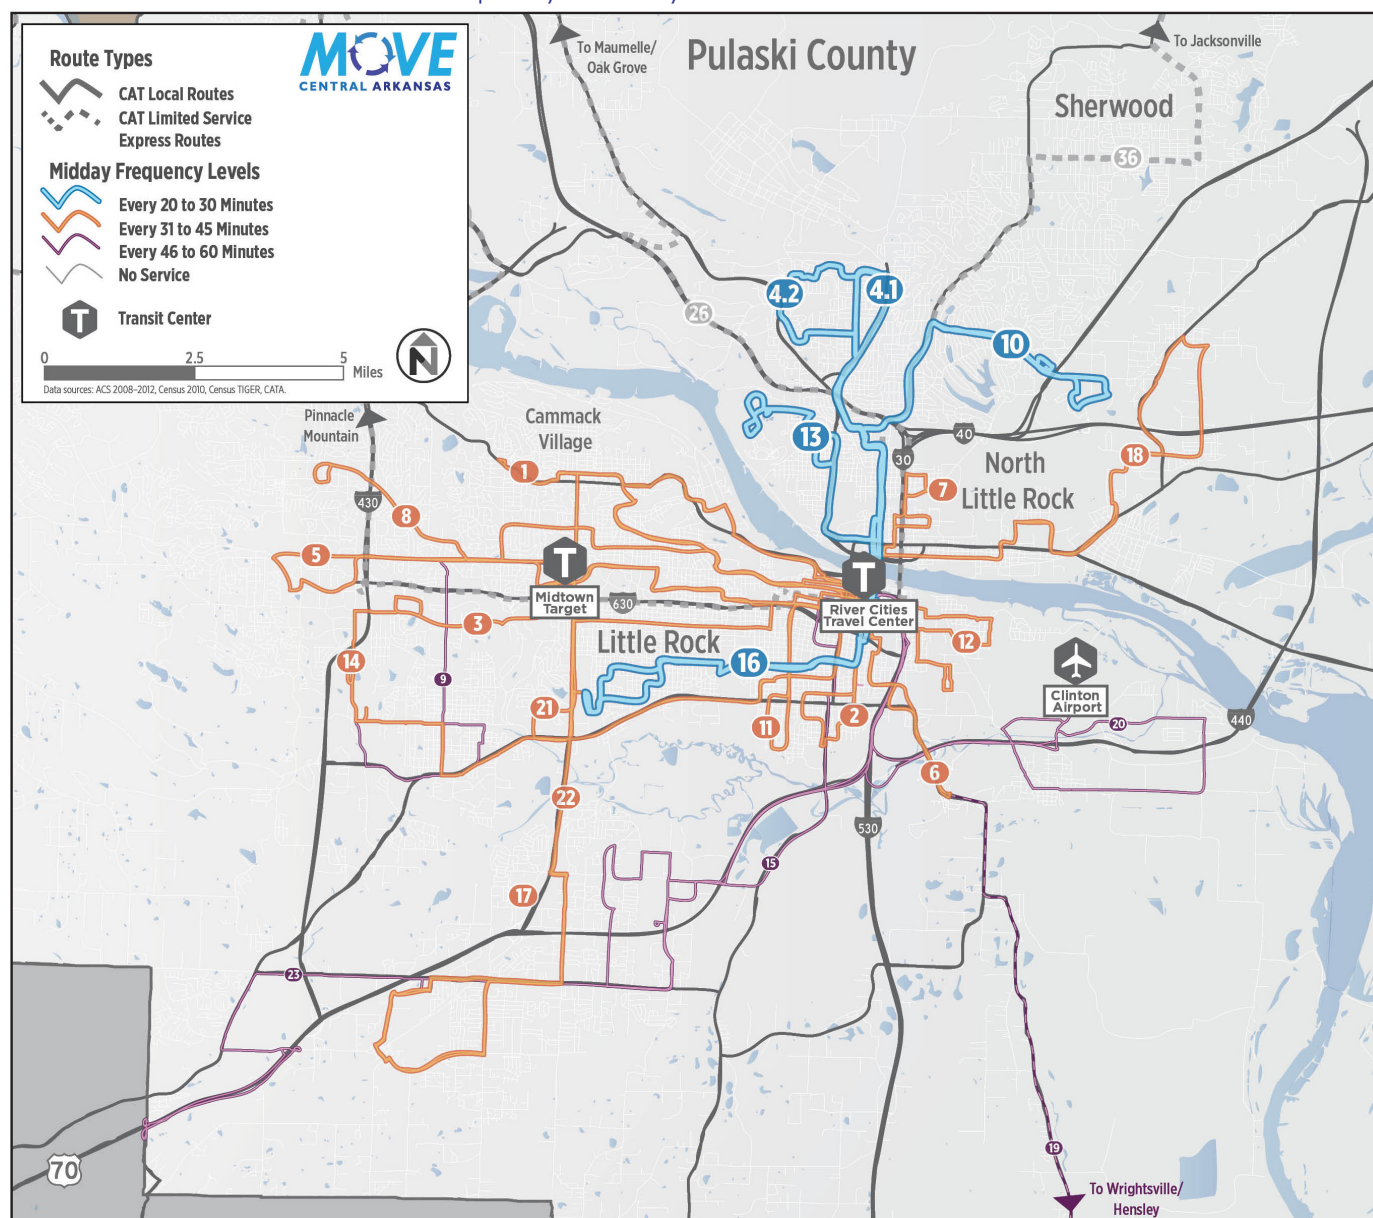 Route Types
CAT Local Routes
CAT Limited Service
Express Routes
Midday Frequency Levels
Every 20 to 30 Minutes
Every 31 to 45 Minutes
Every 46 to 60 Minutes
No Service
T
Transit Center
MOVE
CENTRAL ARKANSAS
0
2.5
5
Miles
N
Data sources: ACS 2008–2012, Census 2010, Census TIGER, CATA.
To Maumelle/
Oak Grove
Pulaski County
To Jacksonville
Sherwood
36
26
4.2
4.1
10
13
Pinnacle
Mountain
Cammack
Village
40
30
North
Little Rock
18
7
1
430
8
5
T
Midtown
Target
630
T
River Cities
Travel Center
3
Little Rock
12
14
9
16
Clinton
Airport
21
11
2
20
440
6
22
530
15
17
23
70
19
To Wrightsville/
Hensley